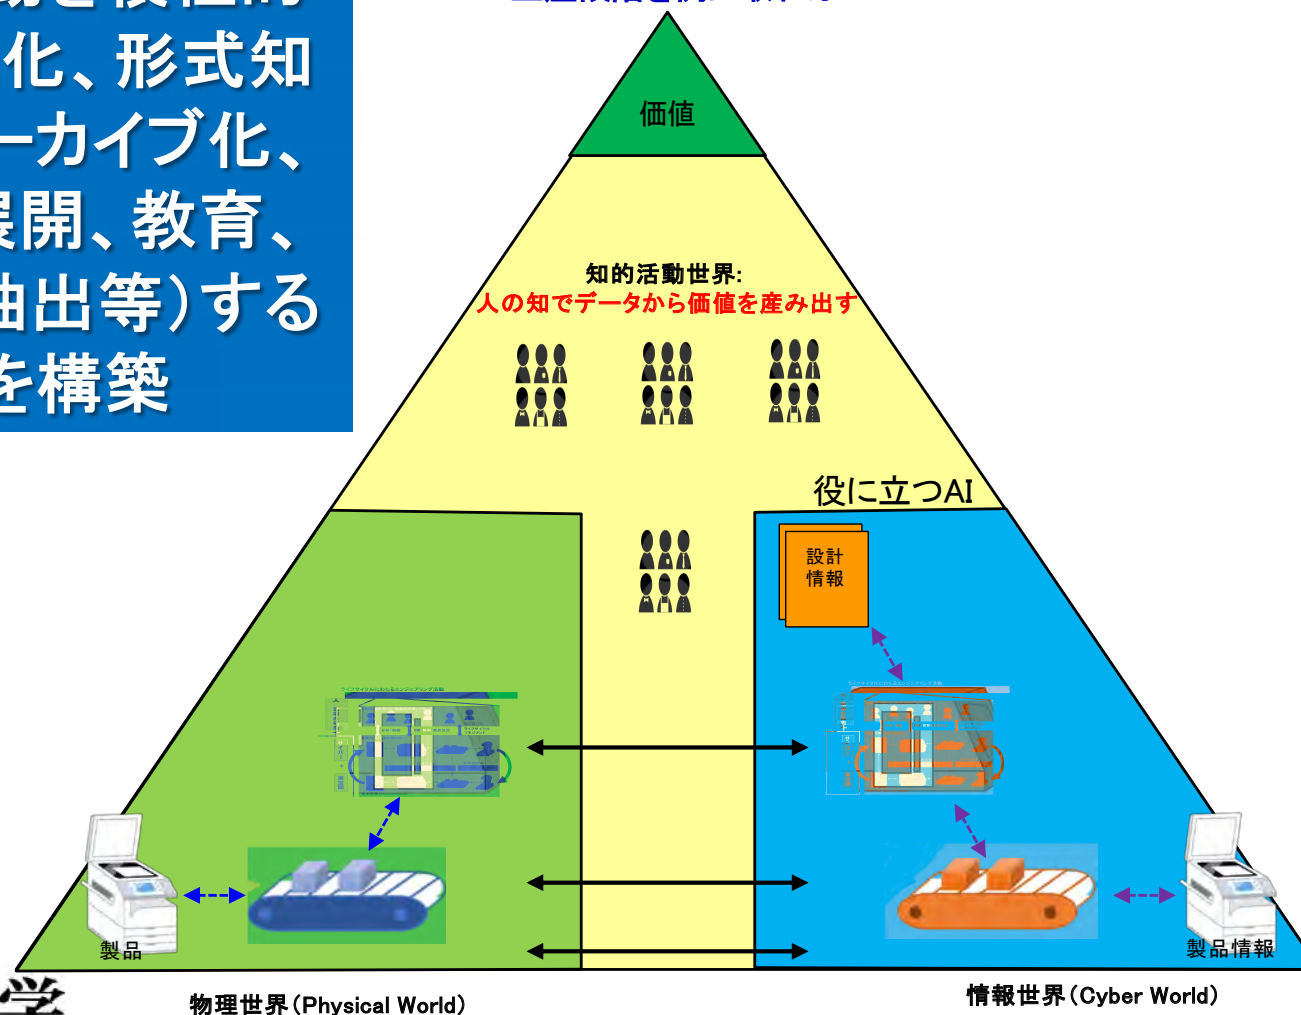 化、形式知
ーカイブ化、
展開、教育、
抽出等)する
を構築
価値
知的活動世界:
人の知でデータから価値を産み出す
役に立つAI
設計
情報
製品
製品情報
物理世界(Physical World)
情報世界(Cyber World)
学